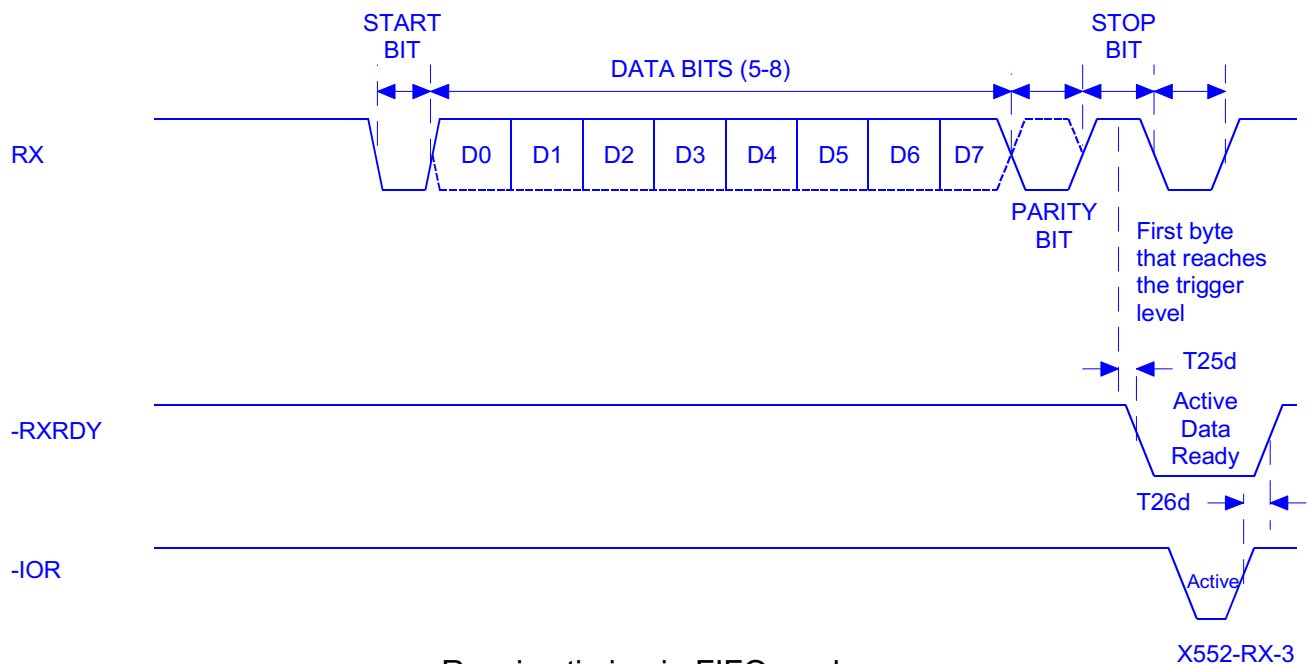 START
BIT
DATA BITS (5-8)
STOP
BIT
RX
D0 D1 D2 D3 D4 D5 D6 D7
PARITY
BIT
First byte
that reaches
the trigger
level
T25d
-RXRDY
Active
Data
Ready
T26d
-IOR
Active
X552-RX-3